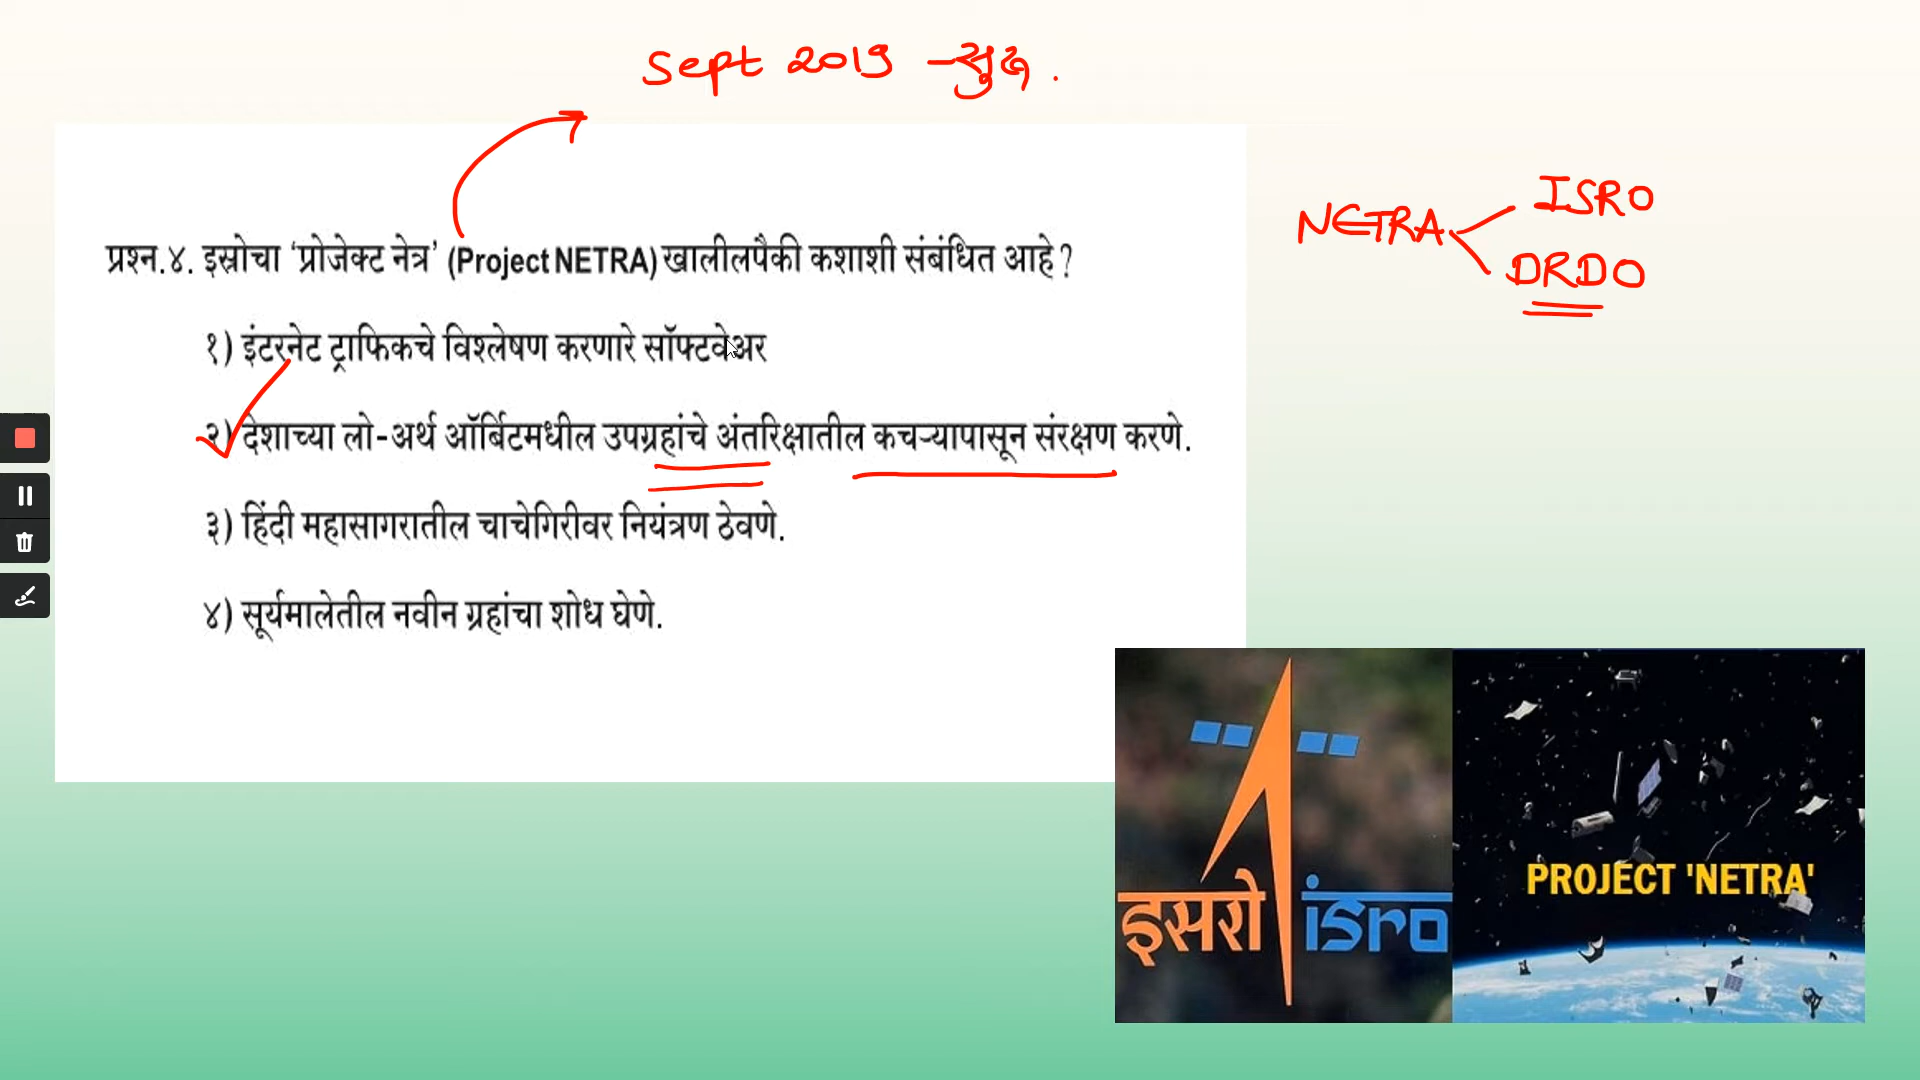 Sept 2019 -सुरु.
NETRA
ISRO
DRDO
प्रश्न.४. इस्रोचा 'प्रोजेक्ट नेत्र' (Project NETRA) खालीलपैकी कशाशी संबंधित आहे?
१) इंटरनेट ट्राफिकचे विश्लेषण करणारे सॉफ्टवेअर
२) देशाच्या लो-अर्थ ऑर्बिटमधील उपग्रहांचे अंतरिक्षातील कचऱ्यापासून संरक्षण करणे.
३) हिंदी महासागरातील चाचेगिरीवर नियंत्रण ठेवणे.
४) सूर्यमालेतील नवीन ग्रहांचा शोध घेणे.
इसरो isro
PROJECT 'NETRA'